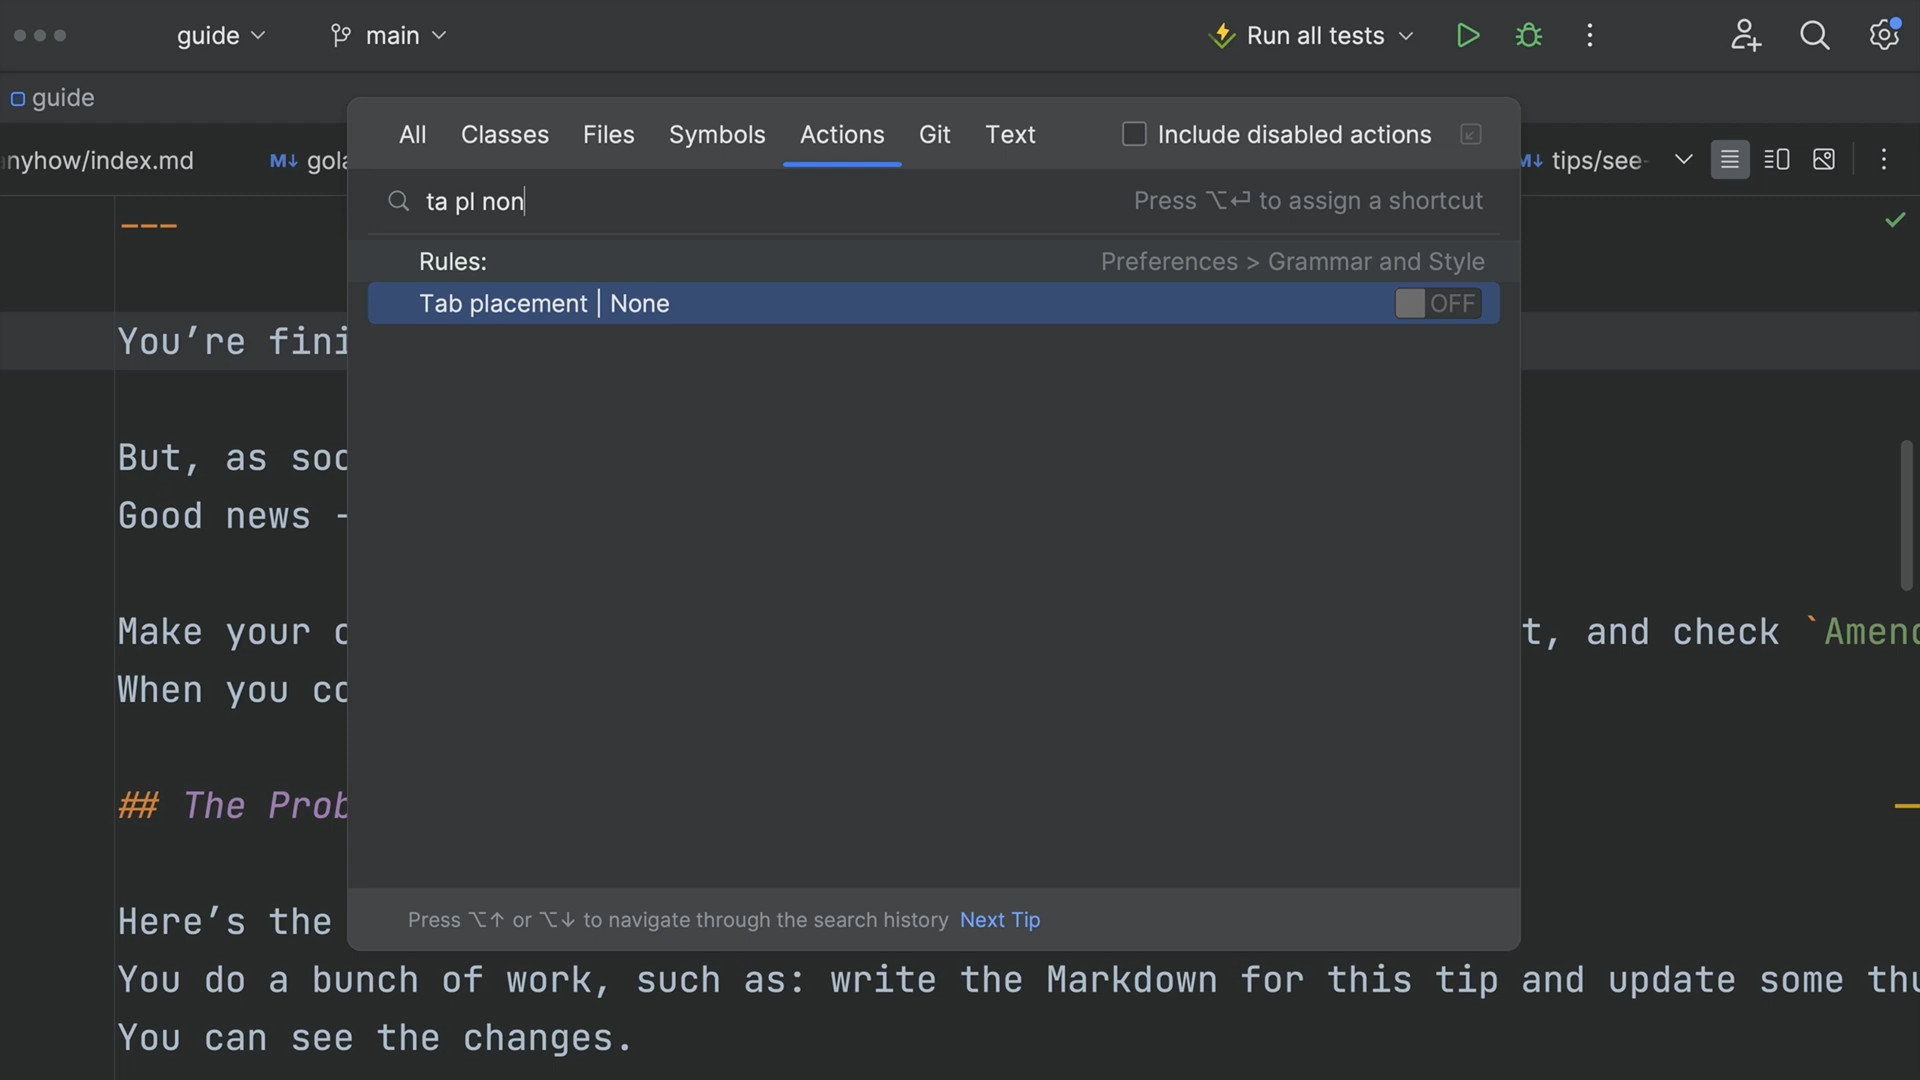 guide main Run all tests
guide
All Classes Files Symbols Actions Git Text Include disabled actions
nyhow/index.md M↓ gola M↓ tips/see-
ta pl non Press ⌥⏎ to assign a shortcut
---
Rules: Preferences > Grammar and Style
Tab placement | None OFF
You're fini
But, as soo
Good news -
Make your c t, and check `Amend
When you co
## The Prob
Here's the
Press ⌥↑ or ⌥↓ to navigate through the search history Next Tip
You do a bunch of work, such as: write the Markdown for this tip and update some thu
You can see the changes.